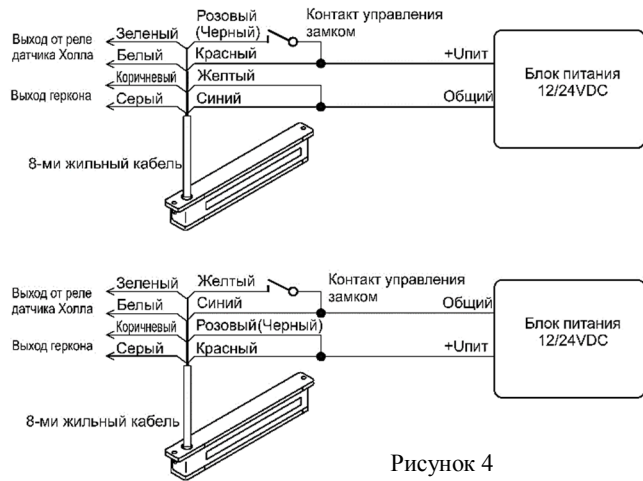 Зеленый
Розовый
(Черный)
Контакт управления
замком
Выход от реле
датчика Холла
Белый
Красный
+Uпит
Коричневый
Желтый
Блок питания
12/24VDC
Выход геркона
Серый
Синий
Общий
8-ми жильный кабель
Зеленый
Желтый
Контакт управления
замком
Выход от реле
датчика Холла
Белый
Синий
Общий
Коричневый
Розовый(Черный)
Блок питания
12/24VDC
Выход геркона
Серый
Красный
+Uпит
8-ми жильный кабель
Рисунок 4